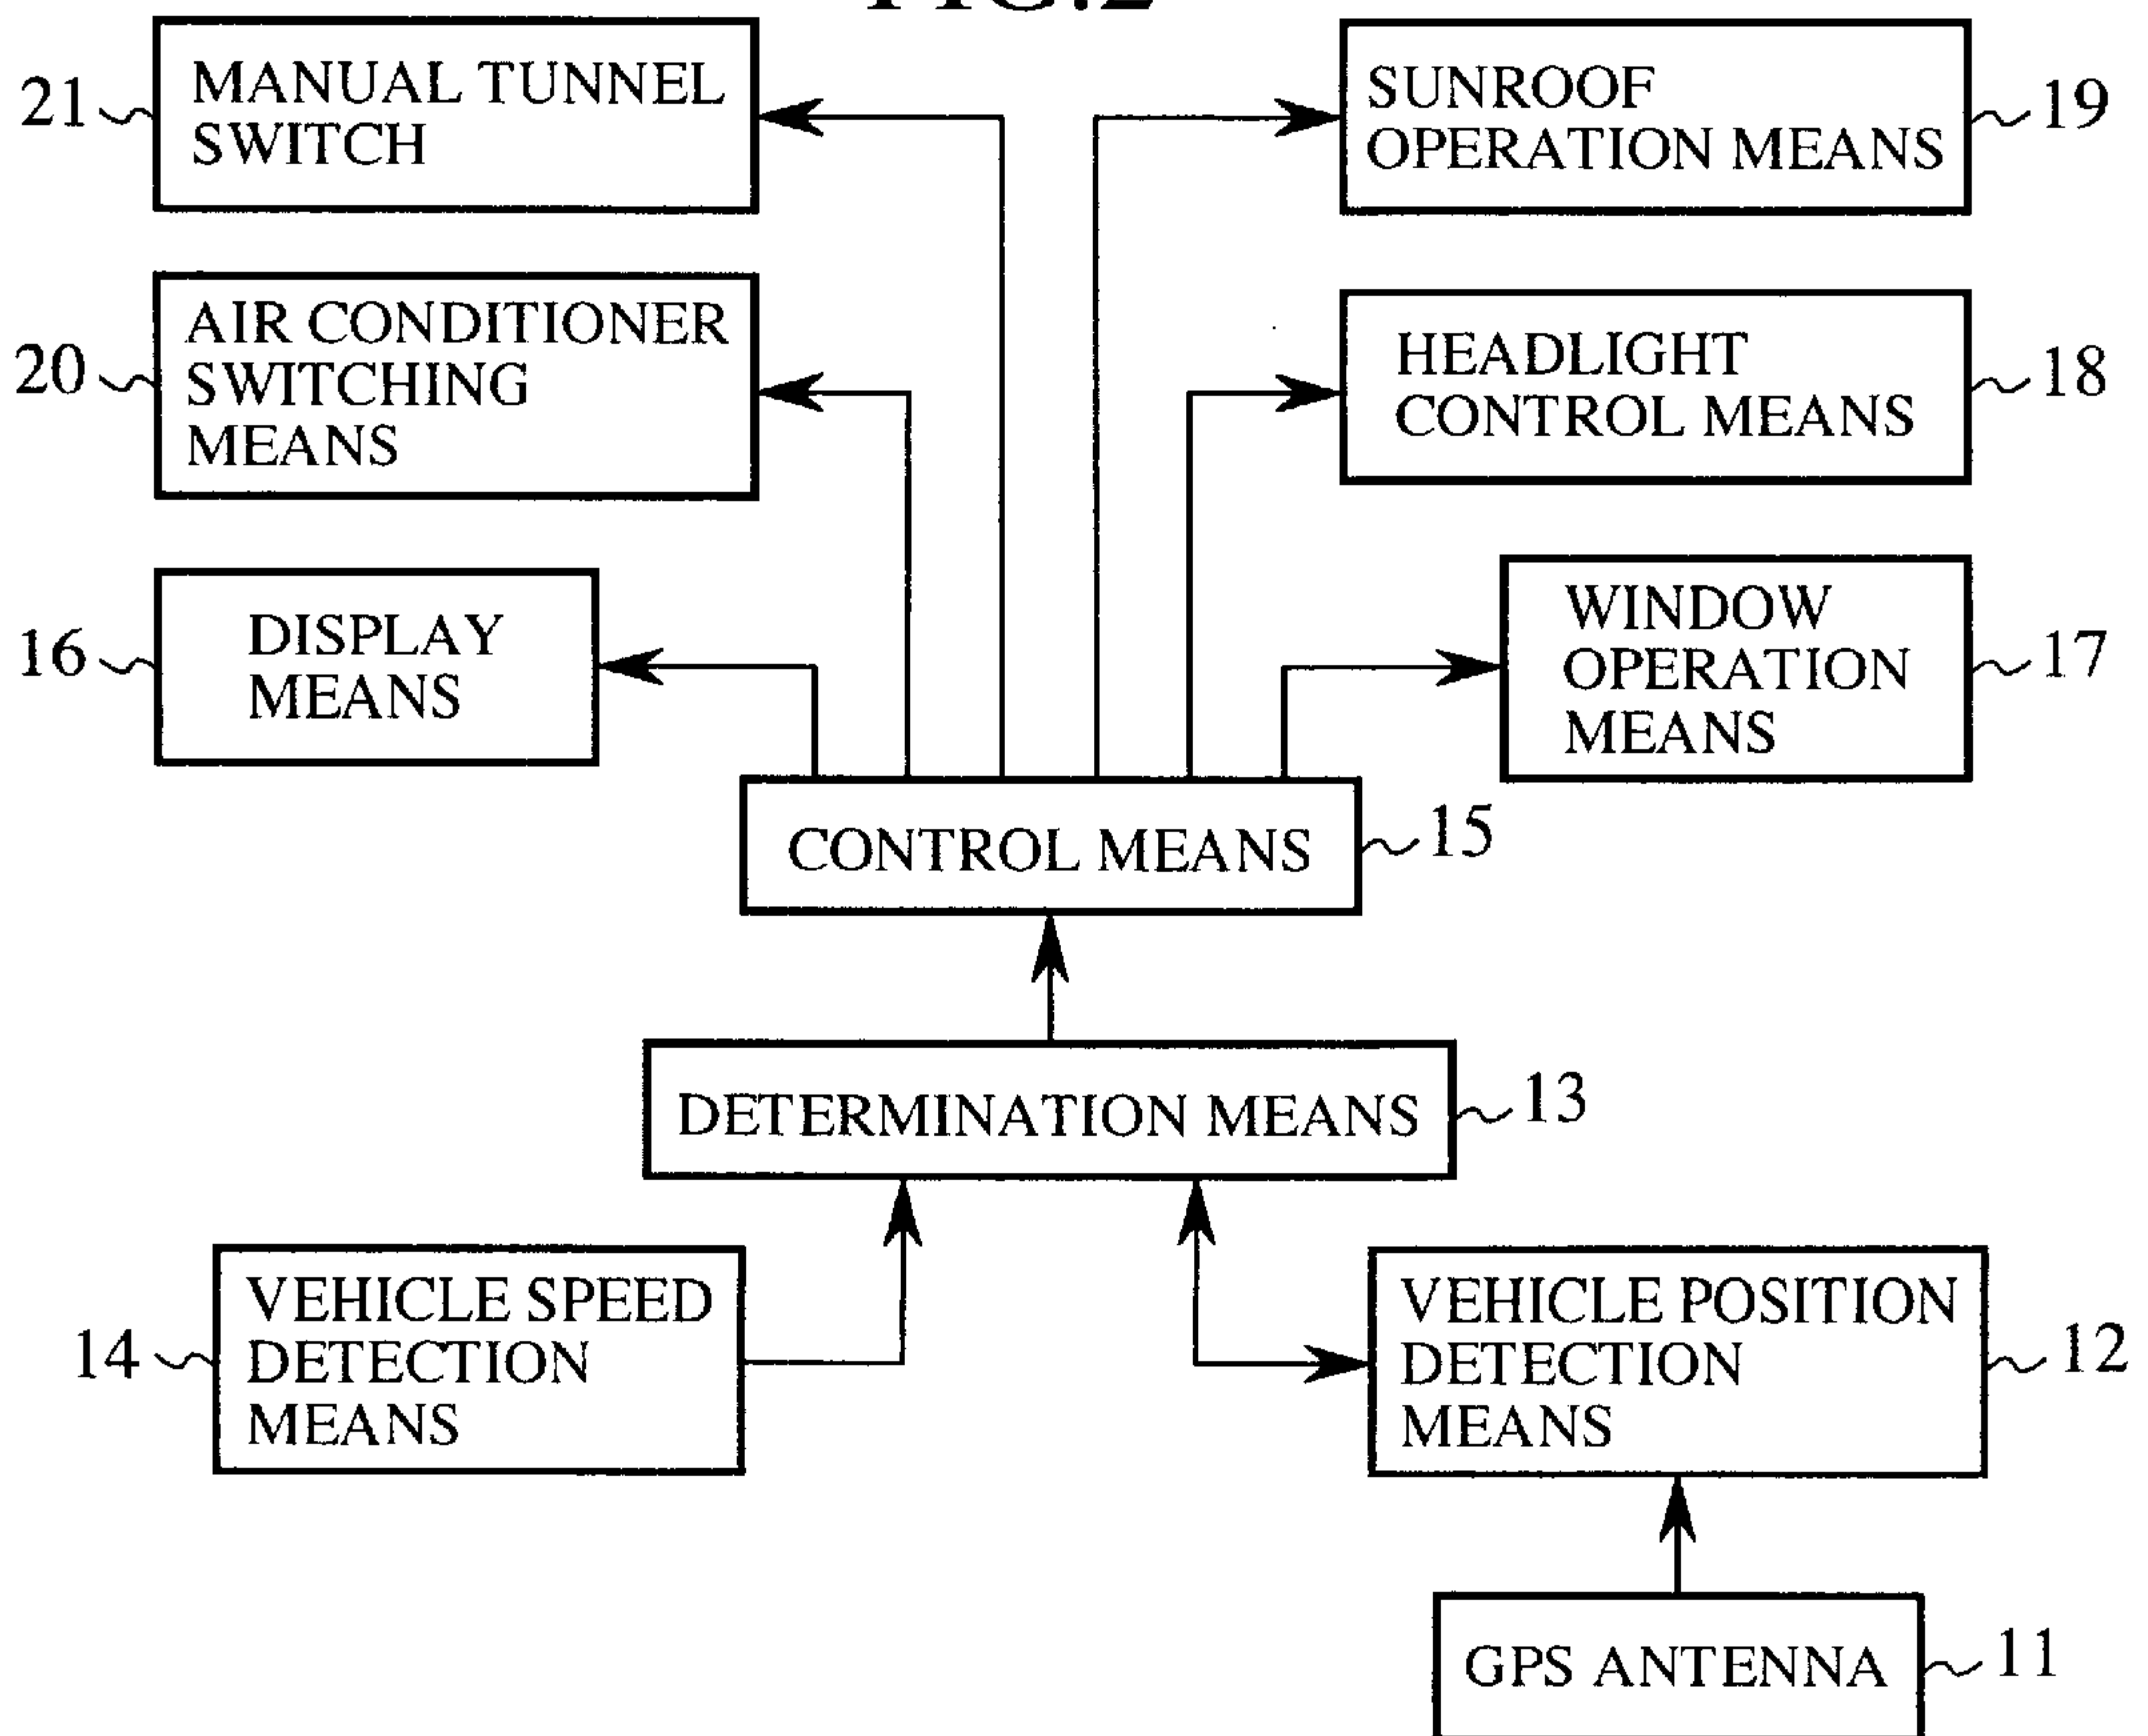 FIG.2
21
MANUAL TUNNEL
SWITCH
SUNROOF
OPERATION MEANS
19
20
AIR CONDITIONER
SWITCHING
MEANS
HEADLIGHT
CONTROL MEANS
18
16
DISPLAY
MEANS
WINDOW
OPERATION
MEANS
17
CONTROL MEANS
15
DETERMINATION MEANS
13
14
VEHICLE SPEED
DETECTION
MEANS
VEHICLE POSITION
DETECTION
MEANS
12
GPS ANTENNA
11